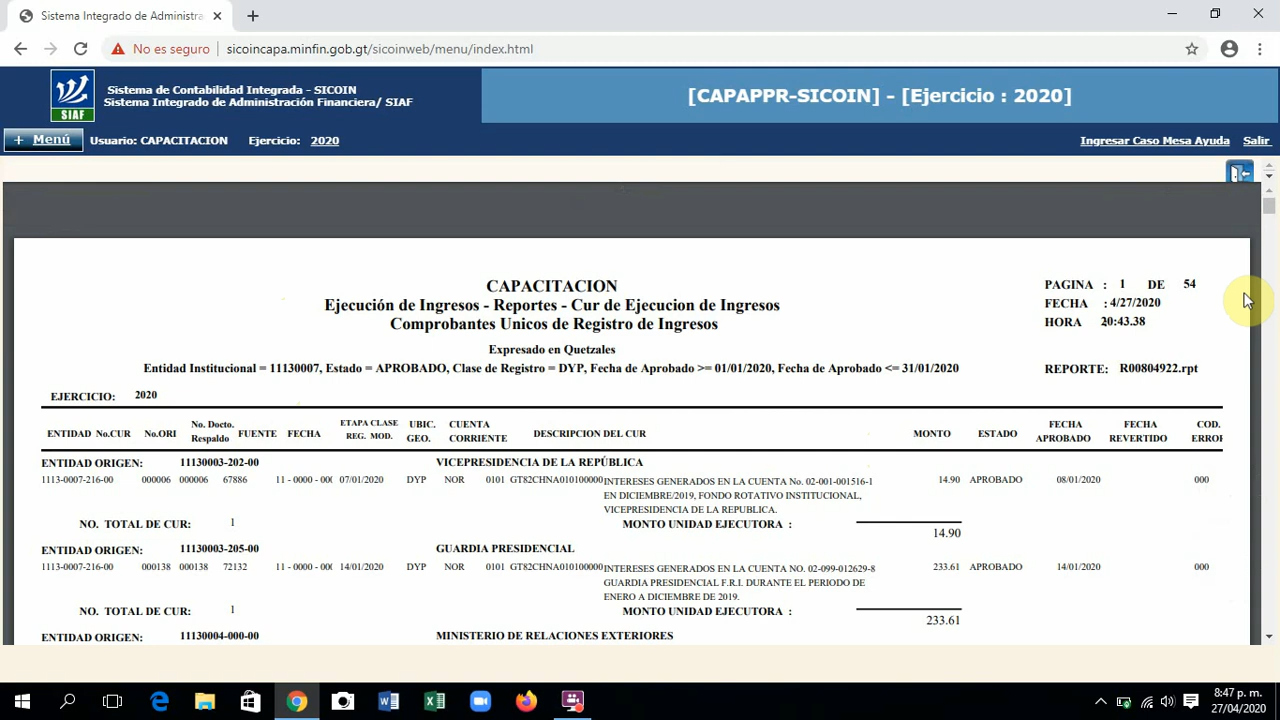 Sistema Integrado de Administra
No es seguro sicoincapa.minfin.gob.gt/sicoinweb/menu/index.html
SIAF
Sistema de Contabilidad Integrada - SICOIN
Sistema Integrado de Administración Financiera/ SIAF
[CAPAPPR-SICOIN] - [Ejercicio : 2020]
+ Menú Usuario: CAPACITACION Ejercicio: 2020 Ingresar Caso Mesa Ayuda Salir
CAPACITACION
Ejecución de Ingresos - Reportes - Cur de Ejecucion de Ingresos
Comprobantes Unicos de Registro de Ingresos
PAGINA : 1 DE 54
FECHA : 4/27/2020
HORA : 20:43.38
Expresado en Quetzales
Entidad Institucional = 11130007, Estado = APROBADO, Clase de Registro = DYP, Fecha de Aprobado >= 01/01/2020, Fecha de Aprobado <= 31/01/2020
REPORTE: R00804922.rpt
EJERCICIO: 2020
ENTIDAD No.CUR No.ORI No. Docto. Respaldo FUENTE FECHA ETAPA CLASE REG. MOD. UBIC. GEO. CUENTA CORRIENTE DESCRIPCION DEL CUR MONTO ESTADO FECHA APROBADO FECHA REVERTIDO COD. ERROR
ENTIDAD ORIGEN: 11130003-202-00 VICEPRESIDENCIA DE LA REPÚBLICA
1113-0007-216-00 000006 000006 67886 11 - 0000 - 000 07/01/2020 DYP NOR 0101 GT82CHNA010100000 INTERESES GENERADOS EN LA CUENTA No. 02-001-001516-1 14.90 APROBADO 08/01/2020 000
EN DICIEMBRE/2019, FONDO ROTATIVO INSTITUCIONAL,
VICEPRESIDENCIA DE LA REPUBLICA.
NO. TOTAL DE CUR: 1 MONTO UNIDAD EJECUTORA :
14.90
ENTIDAD ORIGEN: 11130003-205-00 GUARDIA PRESIDENCIAL
1113-0007-216-00 000138 000138 72132 11 - 0000 - 000 14/01/2020 DYP NOR 0101 GT82CHNA010100000 INTERESES GENERADOS EN LA CUENTA No. 02-099-012629-8 233.61 APROBADO 14/01/2020 000
GUARDIA PRESIDENCIAL F.R.I. DURANTE EL PERIODO DE
ENERO A DICIEMBRE DE 2019.
NO. TOTAL DE CUR: 1 MONTO UNIDAD EJECUTORA :
233.61
ENTIDAD ORIGEN: 11130004-000-00 MINISTERIO DE RELACIONES EXTERIORES
8:47 p. m.
27/04/2020